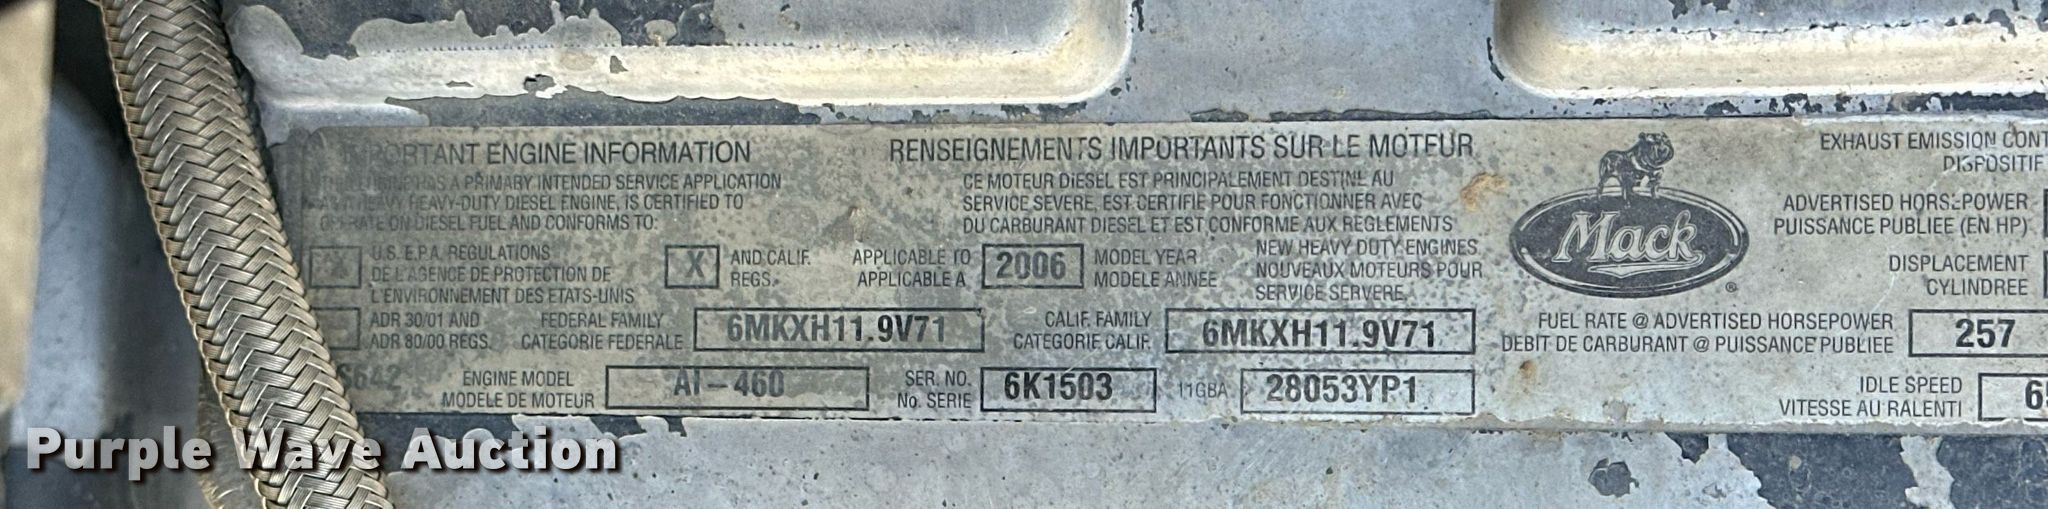 IMPORTANT ENGINE INFORMATION
HAS A PRIMARY INTENDED SERVICE APPLICATION
HEAVY HEAVY-DUTY DIESEL ENGINE, IS CERTIFIED TO
OPERATE ON DIESEL FUEL AND CONFORMS TO:
RENSEIGNEMENTS IMPORTANTS SUR LE MOTEUR
CE MOTEUR DIESEL EST PRINCIPALEMENT DESTINE AU
SERVICE SEVERE, EST CERTIFIE POUR FONCTIONNER AVEC
DU CARBURANT DIESEL ET EST CONFORME AUX REGLEMENTS
X U.S. E.P.A. REGULATIONS
DE L'AGENCE DE PROTECTION DE
L'ENVIRONNEMENT DES ETATS-UNIS
X AND CALIF.
REGS.
APPLICABLE TO
APPLICABLE A
2006
MODEL YEAR
MODELE ANNEE
NEW HEAVY DUTY ENGINES
NOUVEAUX MOTEURS POUR
SERVICE SERVERE.
ADR 30/01 AND
ADR 80/00 REGS.
FEDERAL FAMILY
CATEGORIE FEDERALE
6MKXH11.9V71
CALIF. FAMILY
CATEGORIE CALIF.
6MKXH11.9V71
S642
ENGINE MODEL
MODELE DE MOTEUR
AI-460
SER. NO.
No. SERIE
6K1503
11GBA
28053YP1
Mack ®
EXHAUST EMISSION CONT
DISPOSITIF
ADVERTISED HORSEPOWER
PUISSANCE PUBLIEE (EN HP)
DISPLACEMENT
CYLINDREE
FUEL RATE @ ADVERTISED HORSEPOWER
DEBIT DE CARBURANT @ PUISSANCE PUBLIEE
257
IDLE SPEED
VITESSE AU RALENTI
Purple Wave Auction